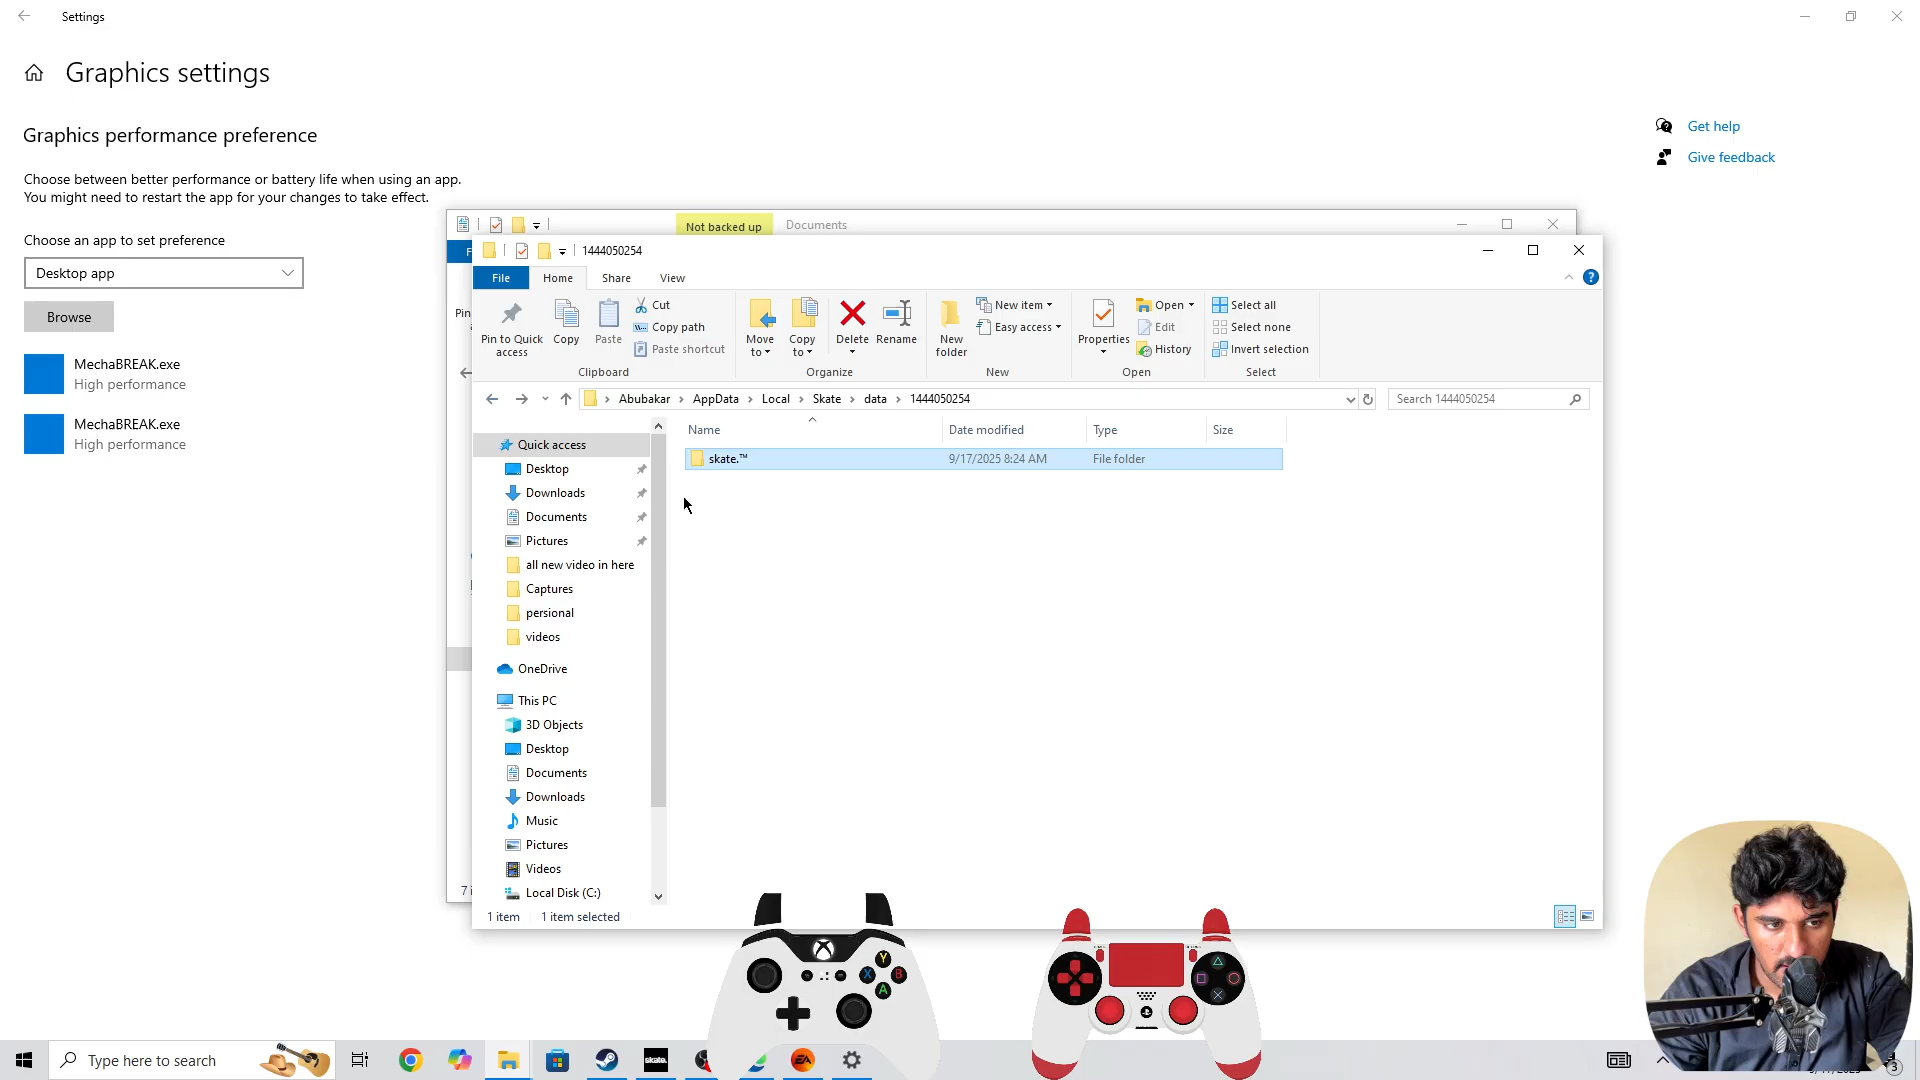 Settings
Graphics settings
Graphics performance preference
Choose between better performance or battery life when using an app.
You might need to restart the app for your changes to take effect.
Choose an app to set preference
Desktop app
Browse
MechaBREAK.exe
High performance
MechaBREAK.exe
High performance
Get help
Give feedback
Not backed up
Documents
1444050254
File
Home
Share
View
Pin to Quick access
Copy
Paste
Cut
Copy path
Paste shortcut
Clipboard
Move to
Copy to
Delete
Rename
Organize
New folder
New item
Easy access
New
Properties
Open
Edit
History
Open
Select all
Select none
Invert selection
Select
Abubakar > AppData > Local > Skate > data > 1444050254
Search 1444050254
Name
Date modified
Type
Size
skate.™
9/17/2025 8:24 AM
File folder
Quick access
Desktop
Downloads
Documents
Pictures
all new video in here
Captures
persional
videos
OneDrive
This PC
3D Objects
Desktop
Documents
Downloads
Music
Pictures
Videos
Local Disk (C:)
1 item
1 item selected
Y
X
B
A
Type here to search
skate.
EA
3